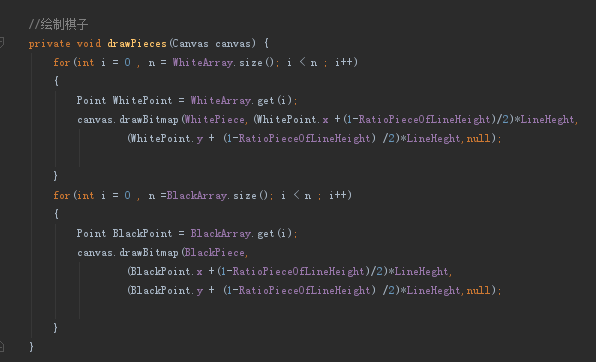 //绘制棋子
private void drawPieces(Canvas canvas) {
for(int i = 0 , n = WhiteArray.size(); i < n ; i++)
{
Point WhitePoint = WhiteArray.get(i);
canvas.drawBitmap(WhitePiece, (WhitePoint.x +(1-RatioPieceOfLineHeight)/2)*LineHeght,
(WhitePoint.y + (1-RatioPieceOfLineHeight) /2)*LineHeght,null);
}
for(int i = 0 , n =BlackArray.size(); i < n ; i++)
{
Point BlackPoint = BlackArray.get(i);
canvas.drawBitmap(BlackPiece,
(BlackPoint.x +(1-RatioPieceOfLineHeight)/2)*LineHeght,
(BlackPoint.y + (1-RatioPieceOfLineHeight) /2)*LineHeght,null);
}
}